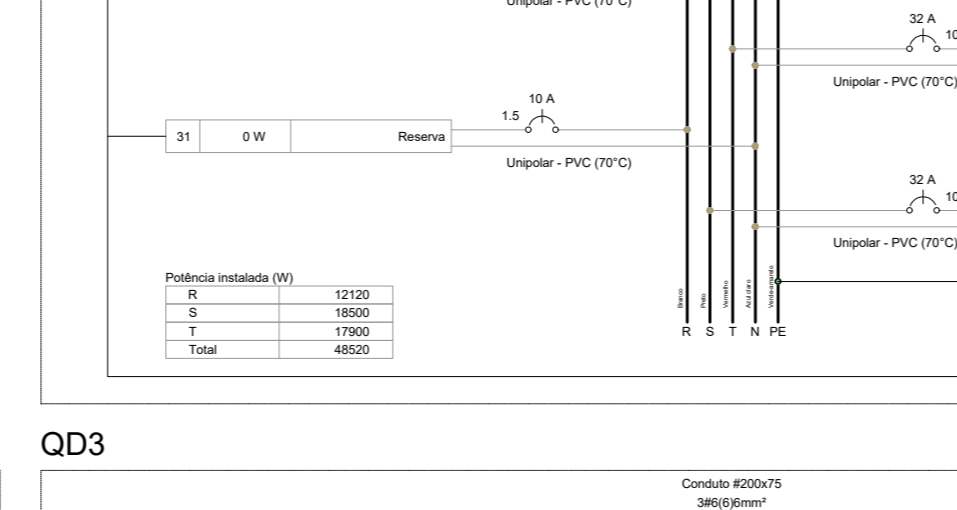 Unipolar - PVC (70°C)
32 A
10
Unipolar - PVC (70°C)
10 A
1.5
31 0 W Reserva
Unipolar - PVC (70°C)
32 A
10
Unipolar - PVC (70°C)
Potência instalada (W)
R 12120
S 18500
T 17900
Total 48520
Branco
Preto
Vermelho
Azul claro
Verde-amarelo
R S T N PE
QD3
Conduto #200x75
3#6(6)6mm²